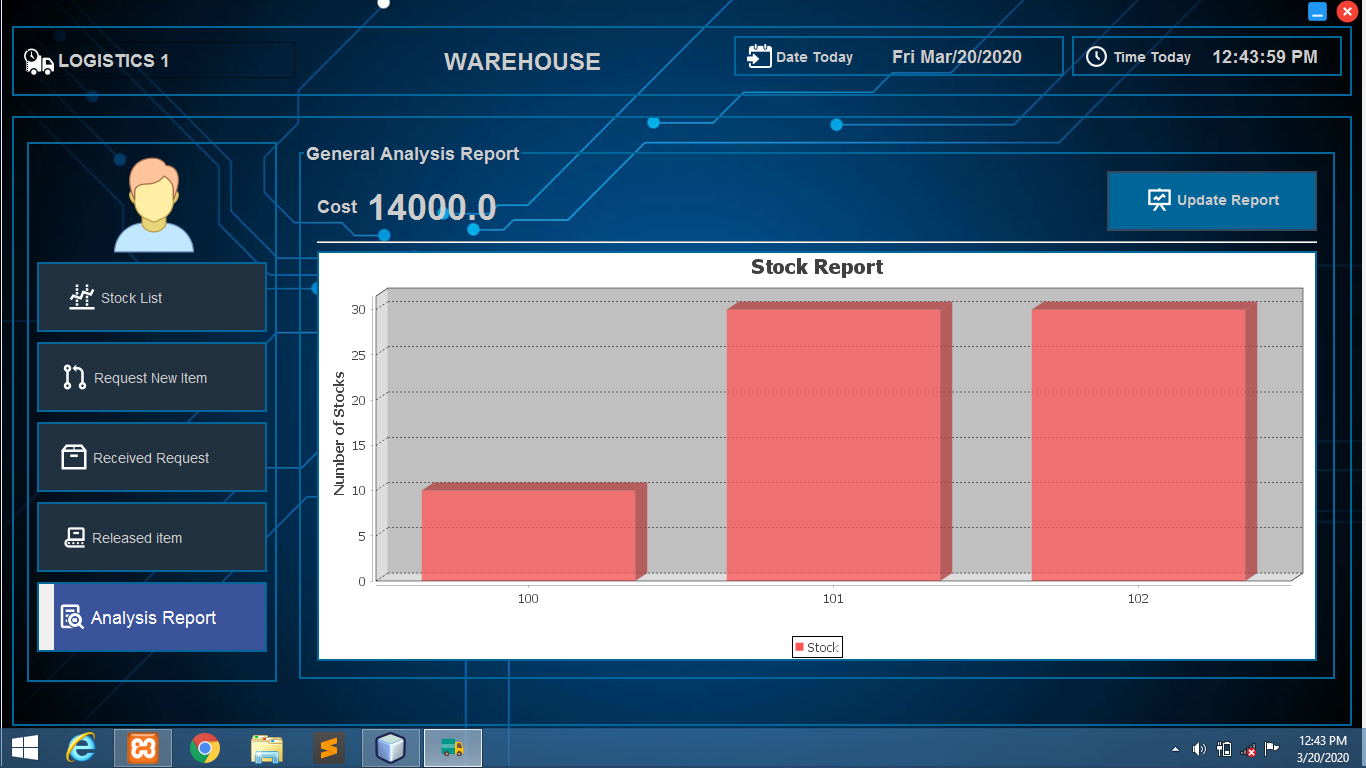 LOGISTICS 1
WAREHOUSE
Date Today Fri Mar/20/2020
Time Today 12:43:59 PM
General Analysis Report
Cost 14000.0
Update Report
Stock List
Request New Item
Received Request
Released item
Analysis Report
Stock Report
Number of Stocks
30
25
20
15
10
5
0
100 101 102
Stock
12:43 PM
3/20/2020